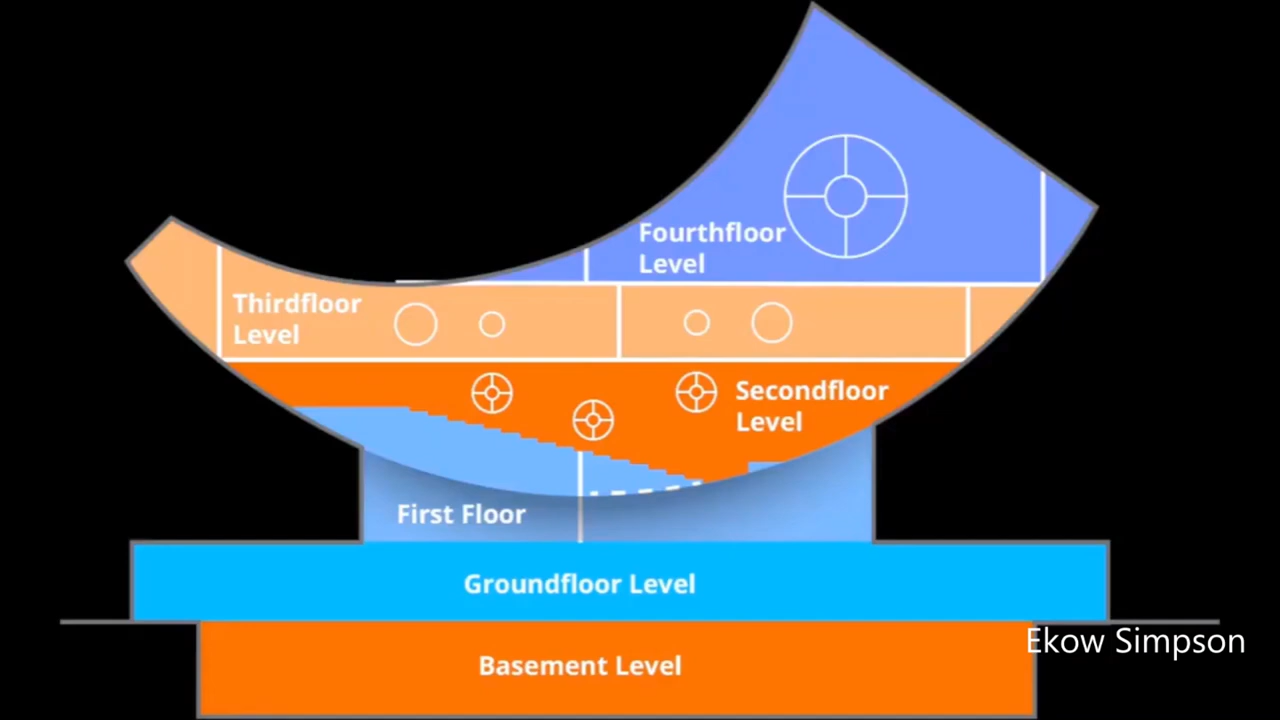 Fourthfloor
Level
Thirdfloor
Level
Secondfloor
Level
First Floor
Groundfloor Level
Ekow Simpson
Basement Level